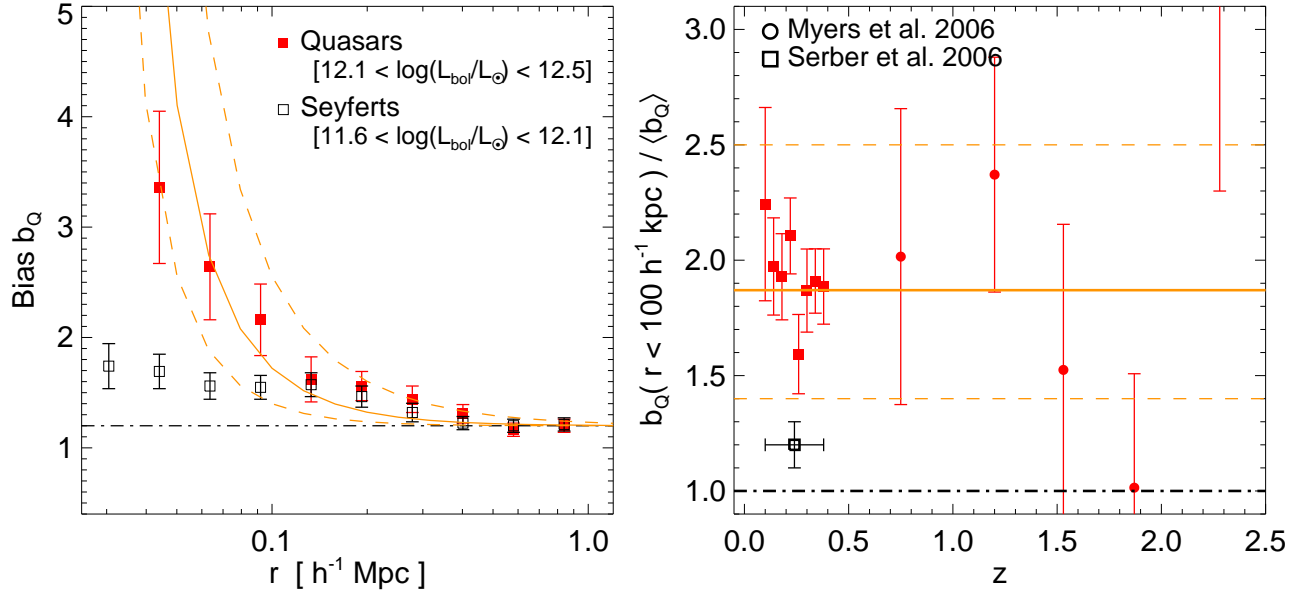 5
4
3
2
1
Bias b_Q
Quasars
[12.1 < log(L_bol/L_☉) < 12.5]
Seyferts
[11.6 < log(L_bol/L_☉) < 12.1]
0.1
1.0
r [ h⁻¹ Mpc]
3.0
2.5
2.0
1.5
1.0
b_Q( r < 100 h⁻¹ kpc ) / ⟨b_Q⟩
Myers et al. 2006
Serber et al. 2006
0.0
0.5
1.0
1.5
2.0
2.5
z